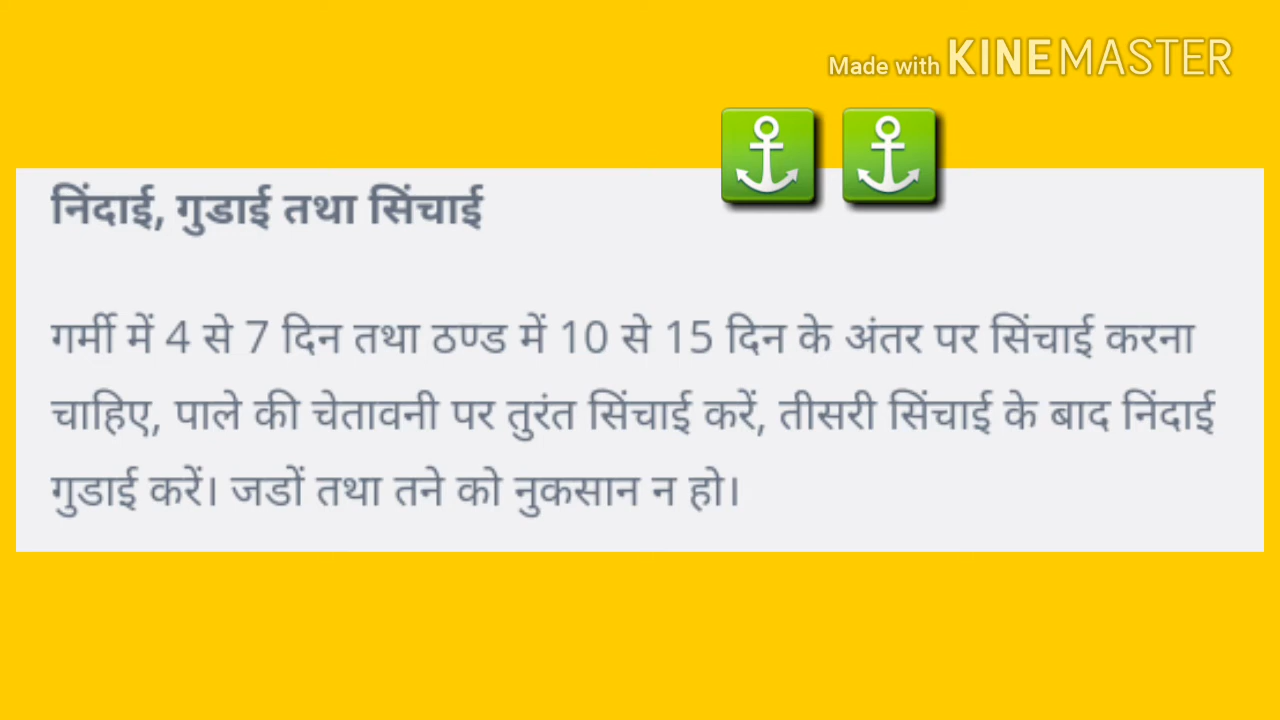 Made with KINEMASTER
निंदाई, गुडाई तथा सिंचाई
गर्मी में 4 से 7 दिन तथा ठण्ड में 10 से 15 दिन के अंतर पर सिंचाई करना
चाहिए, पाले की चेतावनी पर तुरंत सिंचाई करें, तीसरी सिंचाई के बाद निंदाई
गुडाई करें। जडों तथा तने को नुकसान न हो।